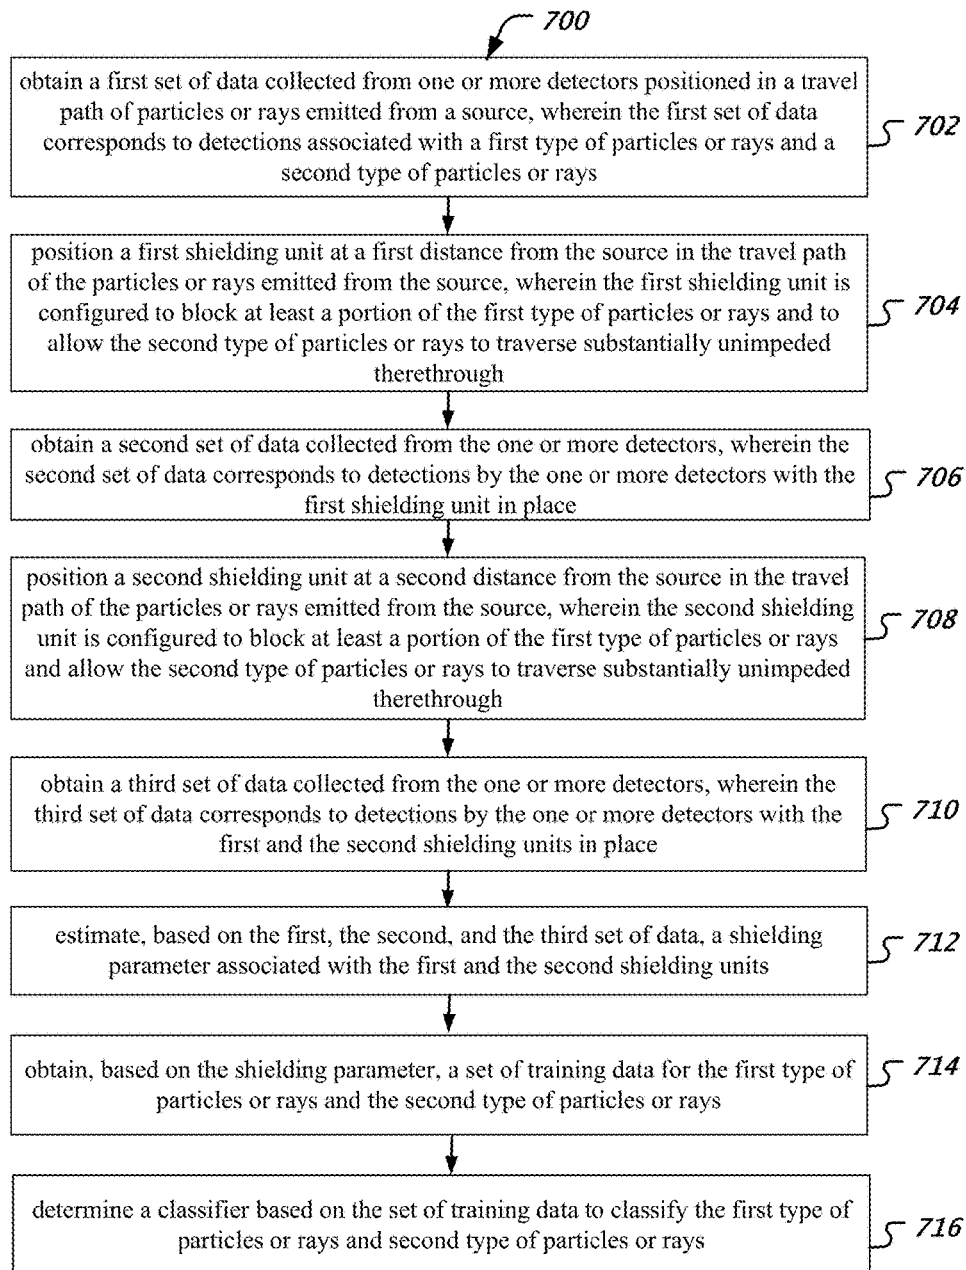 700
obtain a first set of data collected from one or more detectors positioned in a travel
path of particles or rays emitted from a source, wherein the first set of data
corresponds to detections associated with a first type of particles or rays and a
second type of particles or rays
702
position a first shielding unit at a first distance from the source in the travel path
of the particles or rays emitted from the source, wherein the first shielding unit is
configured to block at least a portion of the first type of particles or rays and to
allow the second type of particles or rays to traverse substantially unimpeded
therethrough
704
obtain a second set of data collected from the one or more detectors, wherein the
second set of data corresponds to detections by the one or more detectors with the
first shielding unit in place
706
position a second shielding unit at a second distance from the source in the travel
path of the particles or rays emitted from the source, wherein the second shielding
unit is configured to block at least a portion of the first type of particles or rays
and allow the second type of particles or rays to traverse substantially unimpeded
therethrough
708
obtain a third set of data collected from the one or more detectors, wherein the
third set of data corresponds to detections by the one or more detectors with the
first and the second shielding units in place
710
estimate, based on the first, the second, and the third set of data, a shielding
parameter associated with the first and the second shielding units
712
obtain, based on the shielding parameter, a set of training data for the first type of
particles or rays and the second type of particles or rays
714
determine a classifier based on the set of training data to classify the first type of
particles or rays and second type of particles or rays
716